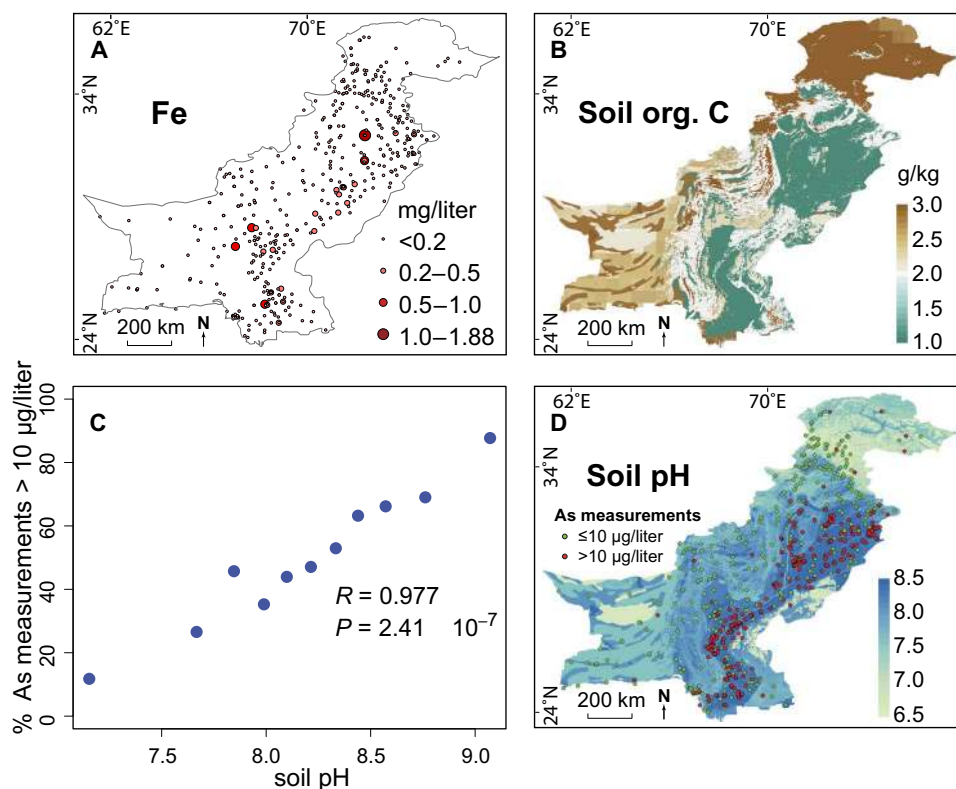 62°E
70°E
A
34°N
Fe
mg/liter
<0.2
0.2–0.5
0.5–1.0
1.0–1.88
24°N
200 km
N
62°E
70°E
B
34°N
Soil org. C
g/kg
3.0
2.5
2.0
1.5
1.0
24°N
200 km
N
% As measurements > 10 µg/liter
100
80
60
40
20
0
C
R = 0.977
P = 2.41 10⁻⁷
7.5 8.0 8.5 9.0
soil pH
62°E
70°E
D
34°N
Soil pH
As measurements
≤10 µg/liter
>10 µg/liter
8.5
8.0
7.5
7.0
6.5
24°N
200 km
N